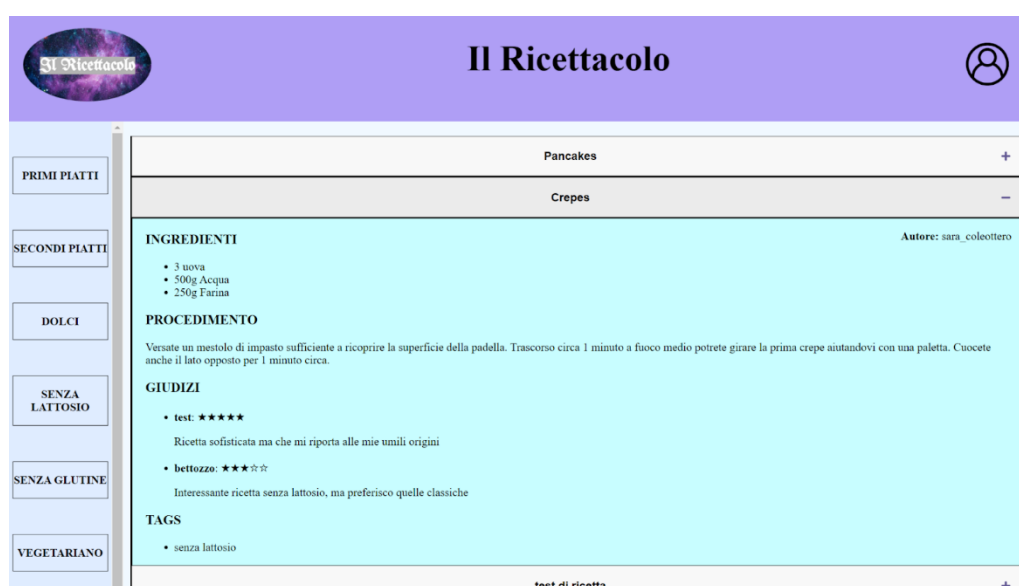 Il Ricettacolo
Il Ricettacolo
PRIMI PIATTI
SECONDI PIATTI
DOLCI
SENZA
LATTOSIO
SENZA GLUTINE
VEGETARIANO
Pancakes
+
Crepes
−
INGREDIENTI
Autore: sara_coleottero
• 3 uova
• 500g Acqua
• 250g Farina
PROCEDIMENTO
Versate un mestolo di impasto sufficiente a ricoprire la superficie della padella. Trascorso circa 1 minuto a fuoco medio potrete girare la prima crepe aiutandovi con una paletta. Cuocete
anche il lato opposto per 1 minuto circa.
GIUDIZI
• test: ★★★★★
Ricetta sofisticata ma che mi riporta alle mie umili origini
• bettozzo: ★★★☆☆
Interessante ricetta senza lattosio, ma preferisco quelle classiche
TAGS
• senza lattosio
test di ricetta
+